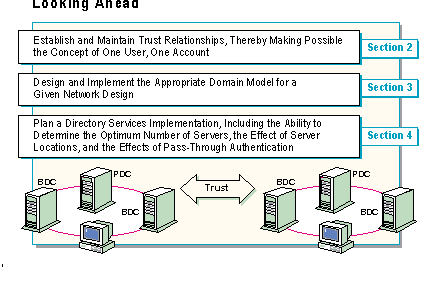 Looking Ahead
Establish and Maintain Trust Relationships, Thereby Making Possible
the Concept of One User, One Account
Section 2
Design and Implement the Appropriate Domain Model for a
Given Network Design
Section 3
Plan a Directory Services Implementation, Including the Ability to
Determine the Optimum Number of Servers, the Effect of Server
Locations, and the Effects of Pass-Through Authentication
Section 4
PDC
BDC
BDC
Trust
PDC
BDC
BDC